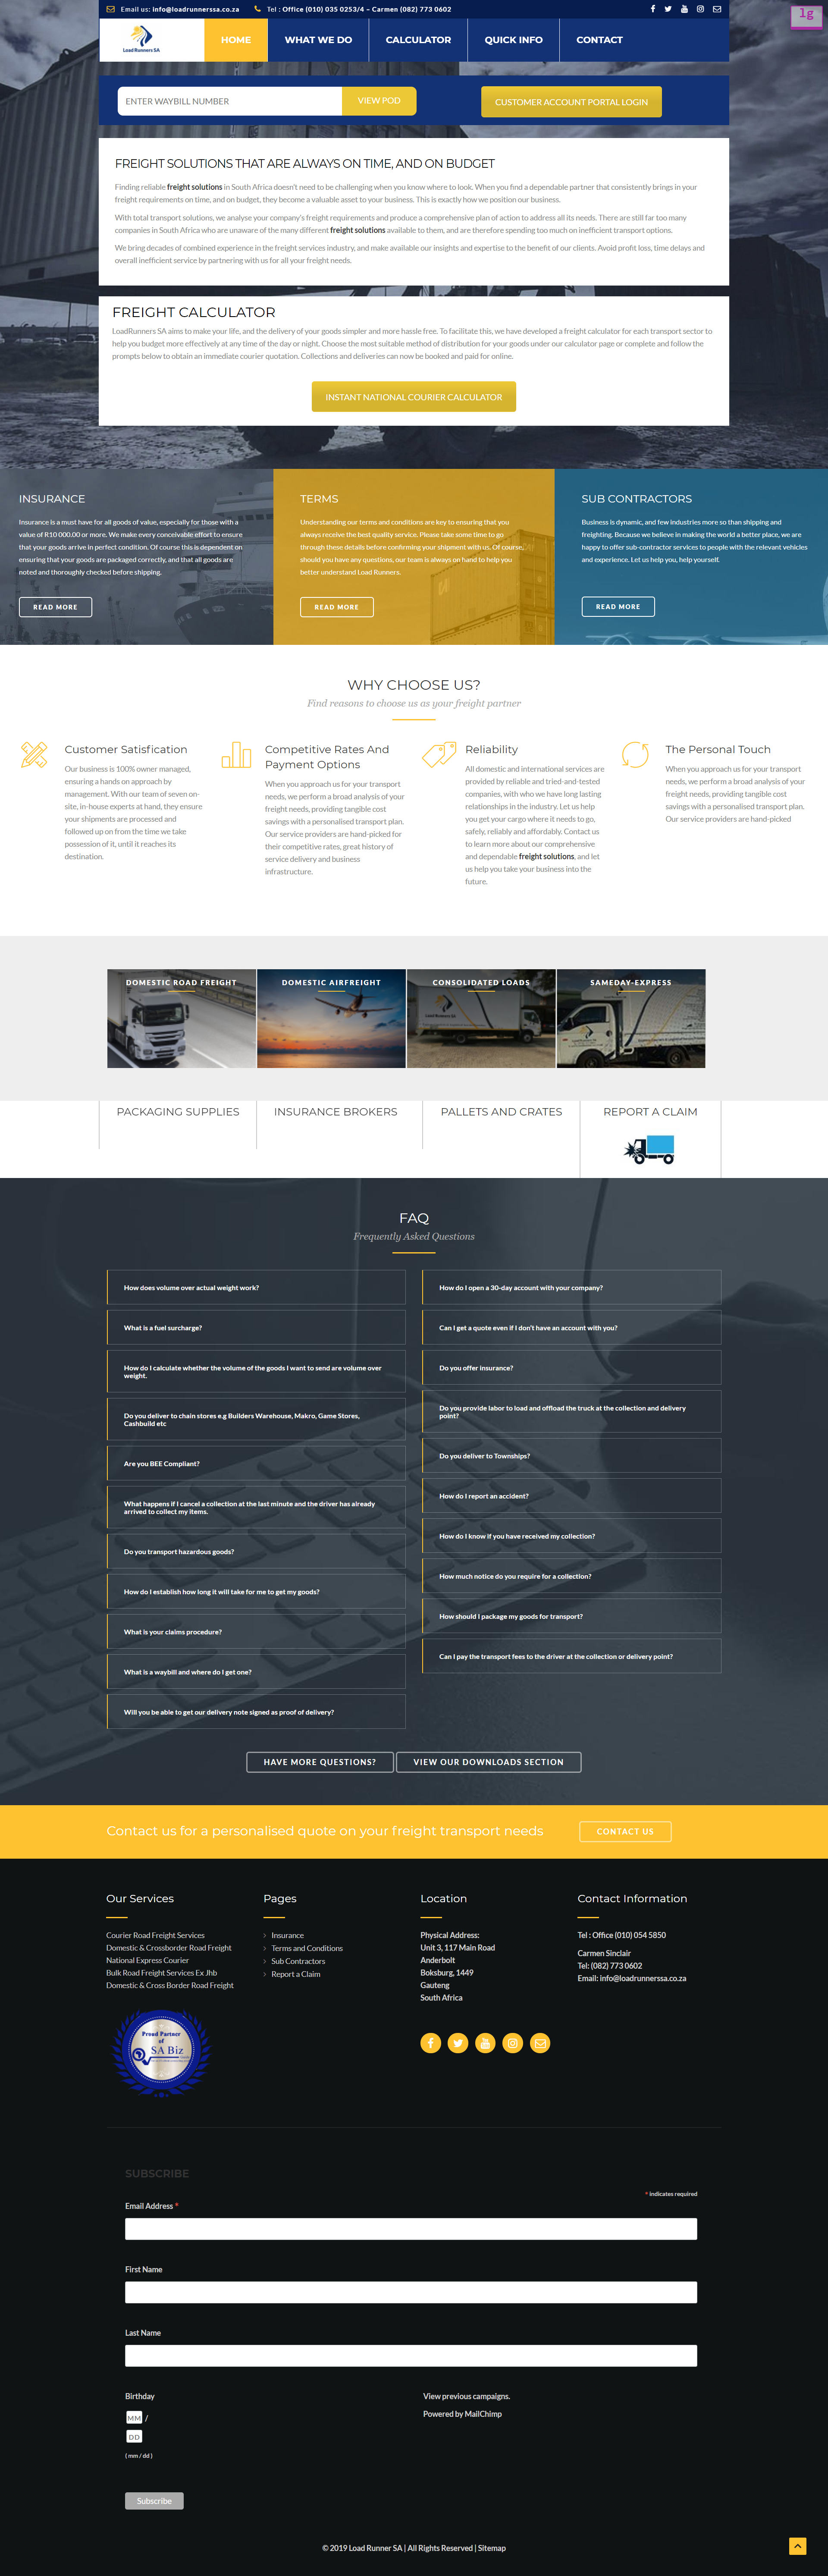 Email us: info@loadrunnerssa.co.za Tel : Office (010) 035 0253/4 – Carmen (082) 773 0602
1g
Load Runners SA
HOME WHAT WE DO CALCULATOR QUICK INFO CONTACT
ENTER WAYBILL NUMBER VIEW POD CUSTOMER ACCOUNT PORTAL LOGIN
FREIGHT SOLUTIONS THAT ARE ALWAYS ON TIME, AND ON BUDGET
Finding reliable freight solutions in South Africa doesn't need to be challenging when you know where to look. When you find a dependable partner that consistently brings in your
freight requirements on time, and on budget, they become a valuable asset to your business. This is exactly how we position our business.
With total transport solutions, we analyse your company's freight requirements and produce a comprehensive plan of action to address all its needs. There are still far too many
companies in South Africa who are unaware of the many different freight solutions available to them, and are therefore spending too much on inefficient transport options.
We bring decades of combined experience in the freight services industry, and make available our insights and expertise to the benefit of our clients. Avoid profit loss, time delays and
overall inefficient service by partnering with us for all your freight needs.
FREIGHT CALCULATOR
LoadRunners SA aims to make your life, and the delivery of your goods simpler and more hassle free. To facilitate this, we have developed a freight calculator for each transport sector to
help you budget more effectively at any time of the day or night. Choose the most suitable method of distribution for your goods under our calculator page or complete and follow the
prompts below to obtain an immediate courier quotation. Collections and deliveries can now be booked and paid for online.
INSTANT NATIONAL COURIER CALCULATOR
INSURANCE
Insurance is a must have for all goods of value, especially for those with a
value of R10 000.00 or more. We make every conceivable effort to ensure
that your goods arrive in perfect condition. Of course this is dependent on
ensuring that your goods are packaged correctly, and that all goods are
noted and thoroughly checked before shipping.
READ MORE
TERMS
Understanding our terms and conditions are key to ensuring that you
always receive the best quality service. Please take some time to go
through these details before confirming your shipment with us. Of course,
should you have any questions, our team is always on hand to help you
better understand Load Runners.
READ MORE
SUB CONTRACTORS
Business is dynamic, and few industries more so than shipping and
freighting. Because we believe in making the world a better place, we are
happy to offer sub-contractor services to people with the relevant vehicles
and experience. Let us help you, help yourself.
READ MORE
WHY CHOOSE US?
Find reasons to choose us as your freight partner
Customer Satisfication
Our business is 100% owner managed,
ensuring a hands on approach by
management. With our team of seven on-
site, in-house experts at hand, they ensure
your shipments are processed and
followed up on from the time we take
possession of it, until it reaches its
destination.
Competitive Rates And
Payment Options
When you approach us for your transport
needs, we perform a broad analysis of your
freight needs, providing tangible cost
savings with a personalised transport plan.
Our service providers are hand-picked for
their competitive rates, great history of
service delivery and business
infrastructure.
Reliability
All domestic and international services are
provided by reliable and tried-and-tested
companies, with who we have long lasting
relationships in the industry. Let us help
you get your cargo where it needs to go,
safely, reliably and affordably. Contact us
to learn more about our comprehensive
and dependable freight solutions, and let
us help you take your business into the
future.
The Personal Touch
When you approach us for your transport
needs, we perform a broad analysis of your
freight needs, providing tangible cost
savings with a personalised transport plan.
Our service providers are hand-picked
DOMESTIC ROAD FREIGHT DOMESTIC AIRFREIGHT CONSOLIDATED LOADS SAMEDAY-EXPRESS
Load Runners SA
PACKAGING SUPPLIES INSURANCE BROKERS PALLETS AND CRATES REPORT A CLAIM
FAQ
Frequently Asked Questions
How does volume over actual weight work?
What is a fuel surcharge?
How do I calculate whether the volume of the goods I want to send are volume over
weight.
Do you deliver to chain stores e.g Builders Warehouse, Makro, Game Stores,
Cashbuild etc
Are you BEE Compliant?
What happens if I cancel a collection at the last minute and the driver has already
arrived to collect my items.
Do you transport hazardous goods?
How do I establish how long it will take for me to get my goods?
What is your claims procedure?
What is a waybill and where do I get one?
Will you be able to get our delivery note signed as proof of delivery?
How do I open a 30-day account with your company?
Can I get a quote even if I don't have an account with you?
Do you offer insurance?
Do you provide labor to load and offload the truck at the collection and delivery
point?
Do you deliver to Townships?
How do I report an accident?
How do I know if you have received my collection?
How much notice do you require for a collection?
How should I package my goods for transport?
Can I pay the transport fees to the driver at the collection or delivery point?
HAVE MORE QUESTIONS? VIEW OUR DOWNLOADS SECTION
Contact us for a personalised quote on your freight transport needs CONTACT US
Our Services
Courier Road Freight Services
Domestic & Crossborder Road Freight
National Express Courier
Bulk Road Freight Services Ex Jhb
Domestic & Cross Border Road Freight
Proud Partner
of
SA Biz
Pages
Insurance
Terms and Conditions
Sub Contractors
Report a Claim
Location
Physical Address:
Unit 3, 117 Main Road
Anderbolt
Boksburg, 1449
Gauteng
South Africa
Contact Information
Tel : Office (010) 054 5850
Carmen Sinclair
Tel: (082) 773 0602
Email: info@loadrunnerssa.co.za
SUBSCRIBE
* indicates required
Email Address *
First Name
Last Name
Birthday
MM /
DD
( mm / dd )
View previous campaigns.
Powered by MailChimp
Subscribe
© 2019 Load Runner SA | All Rights Reserved | Sitemap